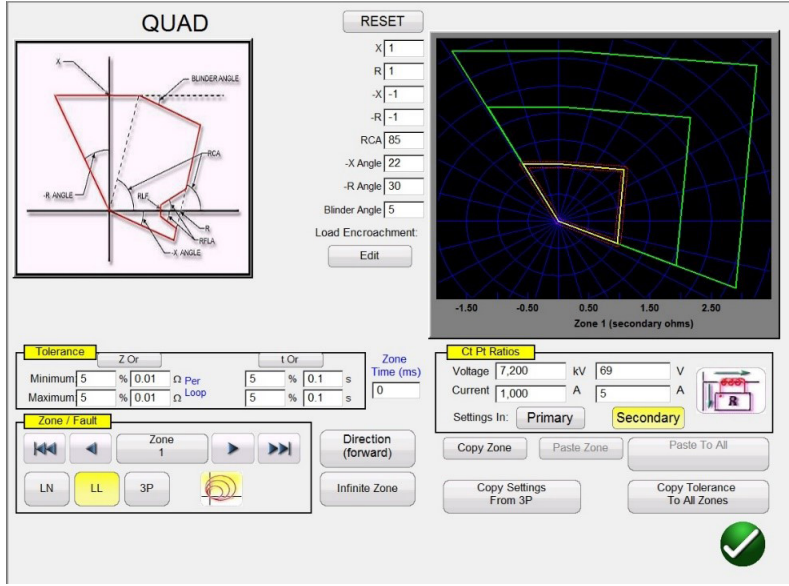 QUAD
RESET
X
BLINDER ANGLE
RCA
-R ANGLE
RLF
R
RFLA
-X ANGLE
X 1
R 1
-X -1
-R -1
RCA 85
-X Angle 22
-R Angle 30
Blinder Angle 5
Load Encroachment:
Edit
-1.50 -0.50 0.50 1.50 2.50
Zone 1 (secondary ohms)
Tolerance
Z Or t Or
Minimum 5 % 0.01 Ω Per Loop 5 % 0.1 s
Maximum 5 % 0.01 Ω 5 % 0.1 s
Zone
Time (ms)
0
Ct Pt Ratios
Voltage 7,200 kV 69 V
Current 1,000 A 5 A
R
Settings In: Primary Secondary
Zone / Fault
Zone
1
LN LL 3P
Direction
(forward)
Infinite Zone
Copy Zone Paste Zone Paste To All
Copy Settings
From 3P
Copy Tolerance
To All Zones